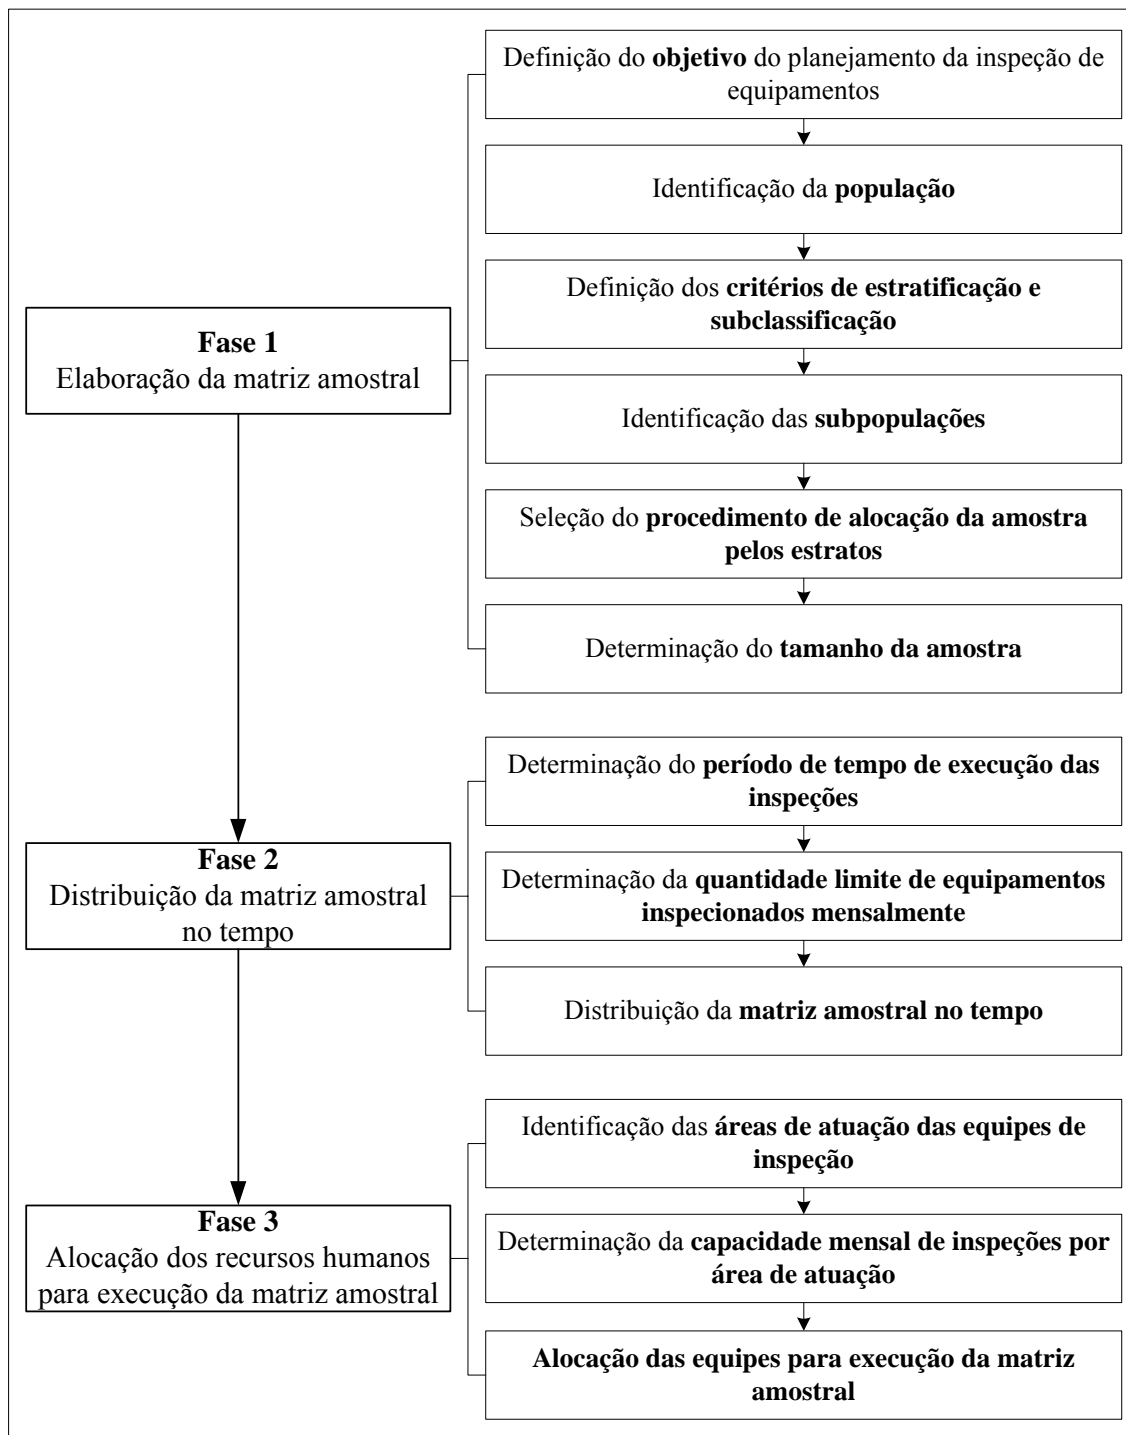 Definição do objetivo do planejamento da inspeção de
equipamentos
Identificação da população
Definição dos critérios de estratificação e
subclassificação
Fase 1
Elaboração da matriz amostral
Identificação das subpopulações
Seleção do procedimento de alocação da amostra
pelos estratos
Determinação do tamanho da amostra
Determinação do período de tempo de execução das
inspeções
Fase 2
Distribuição da matriz amostral
no tempo
Determinação da quantidade limite de equipamentos
inspecionados mensalmente
Distribuição da matriz amostral no tempo
Identificação das áreas de atuação das equipes de
inspeção
Fase 3
Alocação dos recursos humanos
para execução da matriz amostral
Determinação da capacidade mensal de inspeções por
área de atuação
Alocação das equipes para execução da matriz
amostral